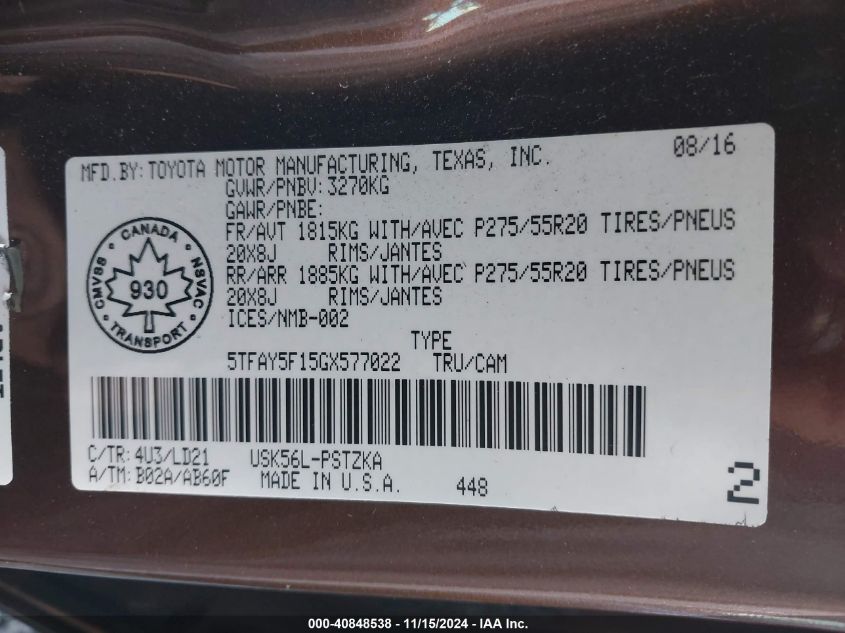 MFD.BY: TOYOTA MOTOR MANUFACTURING, TEXAS, INC. 08/16
GVWR/PNBV: 3270KG
GAWR/PNBE:
FR/AVT 1815KG WITH/AVEC P275/55R20 TIRES/PNEUS
20X8J RIMS/JANTES
RR/ARR 1885KG WITH/AVEC P275/55R20 TIRES/PNEUS
20X8J RIMS/JANTES
ICES/NMB-002
CANADA
CMVSS
NSVAC
930
TRANSPORT
TYPE
5TFAY5F15GX577022 TRU/CAM
C/TR: 4U3/LD21 USK56L-PSTZKA
A/TM: B02A/AB60F MADE IN U.S.A. 448
2
000-40848538 - 11/15/2024 - IAA Inc.